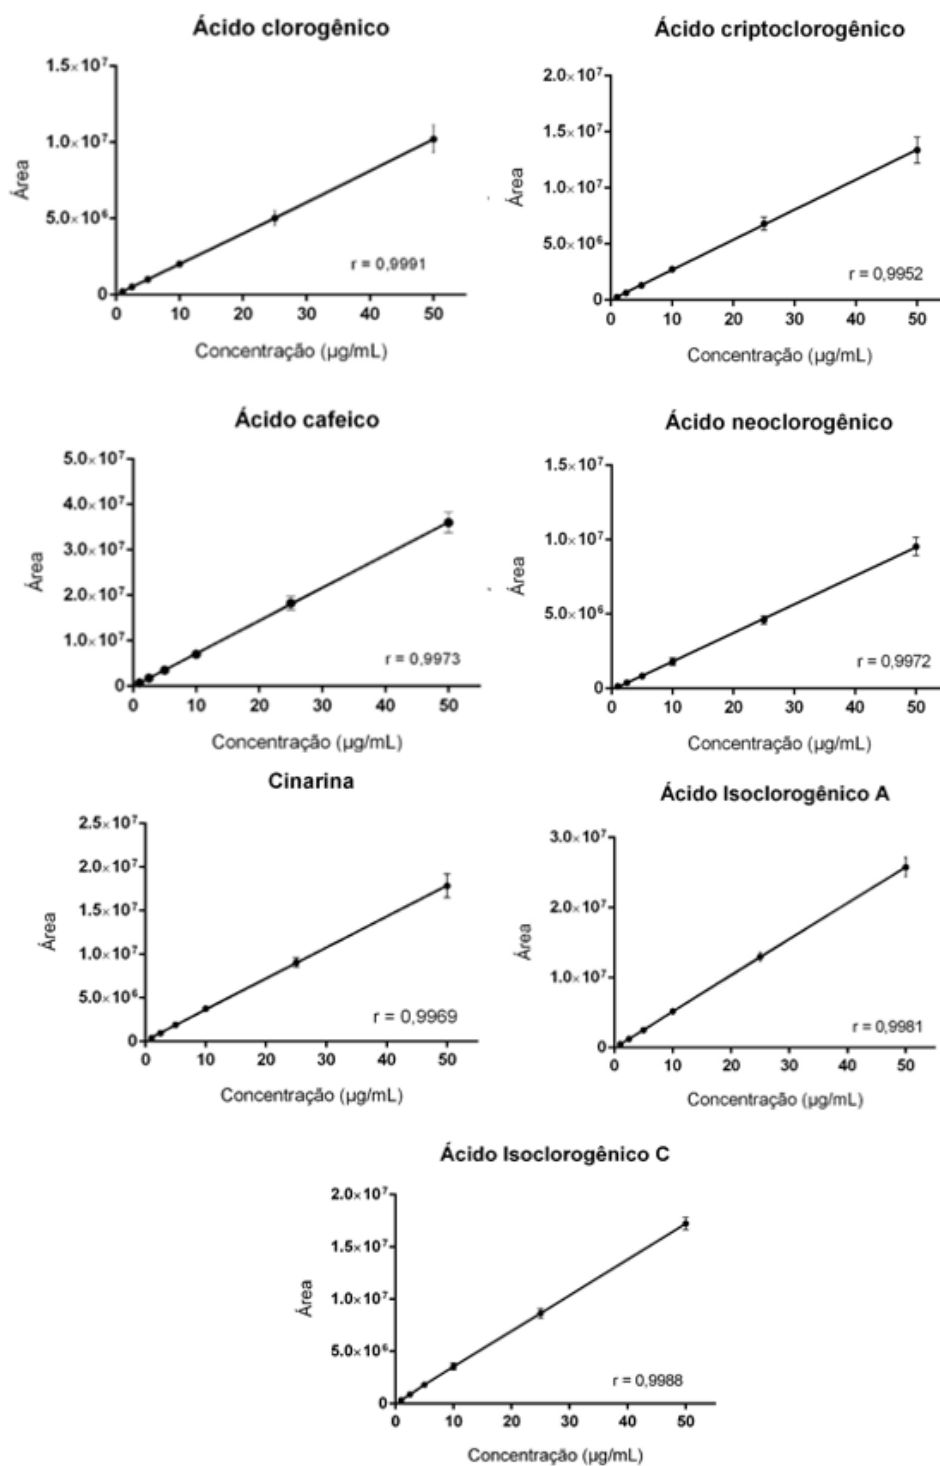 Ácido clorogênico
1.5×10⁷
1.0×10⁷
5.0×10⁶
0
Área
r = 0,9991
0 10 20 30 40 50
Concentração (µg/mL)
Ácido criptoclorogênico
2.0×10⁷
1.5×10⁷
1.0×10⁷
5.0×10⁶
0
Área
r = 0,9952
0 10 20 30 40 50
Concentração (µg/mL)
Ácido cafeico
5.0×10⁷
4.0×10⁷
3.0×10⁷
2.0×10⁷
1.0×10⁷
0
Área
r = 0,9973
0 10 20 30 40 50
Concentração (µg/mL)
Ácido neoclorogênico
1.5×10⁷
1.0×10⁷
5.0×10⁶
0
Área
r = 0,9972
0 10 20 30 40 50
Concentração (µg/mL)
Cinarina
2.5×10⁷
2.0×10⁷
1.5×10⁷
1.0×10⁷
5.0×10⁶
0
Área
r = 0,9969
0 10 20 30 40 50
Concentração (µg/mL)
Ácido Isoclorogênico A
3.0×10⁷
2.0×10⁷
1.0×10⁷
0
Área
r = 0,9981
0 10 20 30 40 50
Concentração (µg/mL)
Ácido Isoclorogênico C
2.0×10⁷
1.5×10⁷
1.0×10⁷
5.0×10⁶
0
Área
r = 0,9988
0 10 20 30 40 50
Concentração (µg/mL)